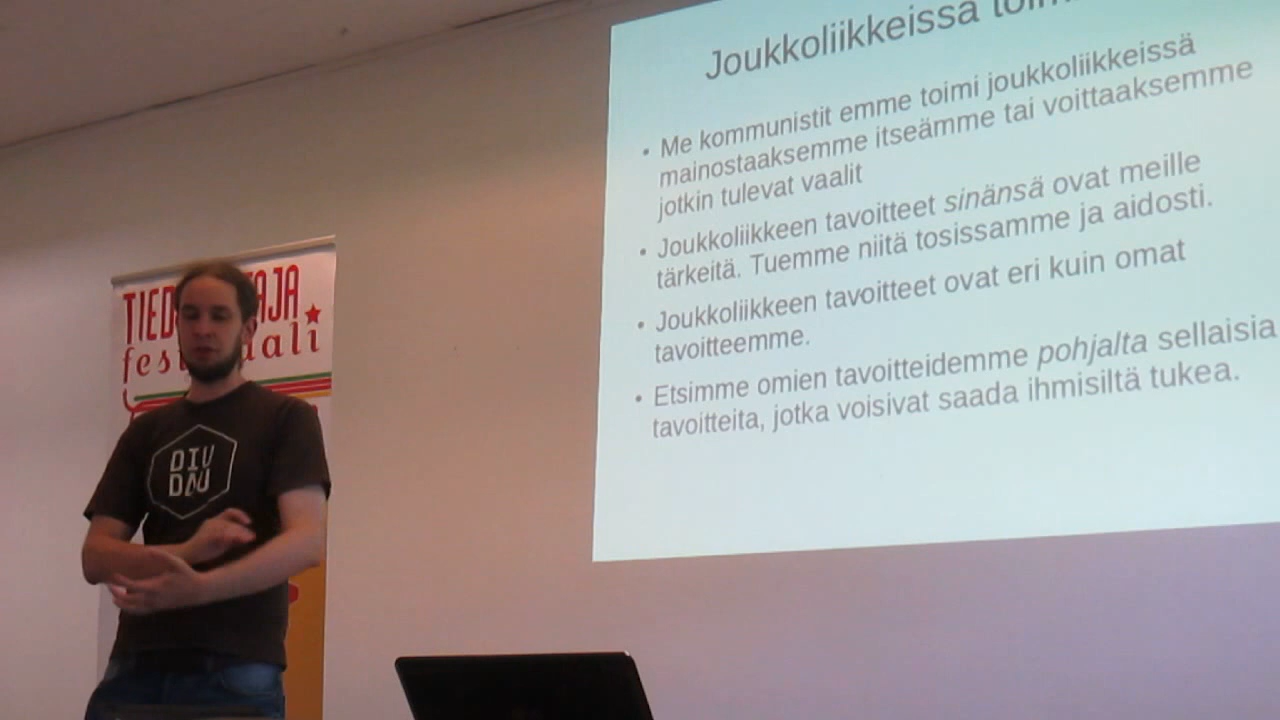 Joukkoliikkeissä
Me kommunistit emme toimi joukkoliikkeissä
mainostaaksemme itseämme tai voittaaksemme
jotkin tulevat vaalit
Joukkoliikkeen tavoitteet sinänsä ovat meille
tärkeitä. Tuemme niitä tosissamme ja aidosti.
Joukkoliikkeen tavoitteet ovat eri kuin omat
tavoitteemme.
Etsimme omien tavoitteidemme pohjalta sellaisia
tavoitteita, jotka voisivat saada ihmisiltä tukea.
DIV